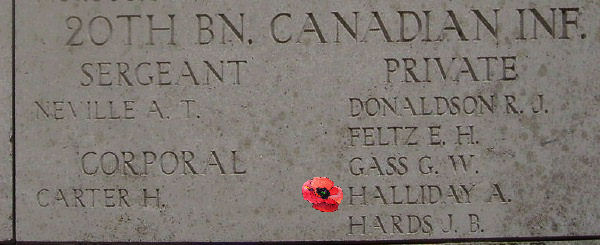 20TH BN. CANADIAN INF.
SERGEANT
NEVILLE A. T.
CORPORAL
CARTER H.
PRIVATE
DONALDSON R. J.
FELTZ E. H.
GASS G. W.
HALLIDAY A.
HARDS J. B.